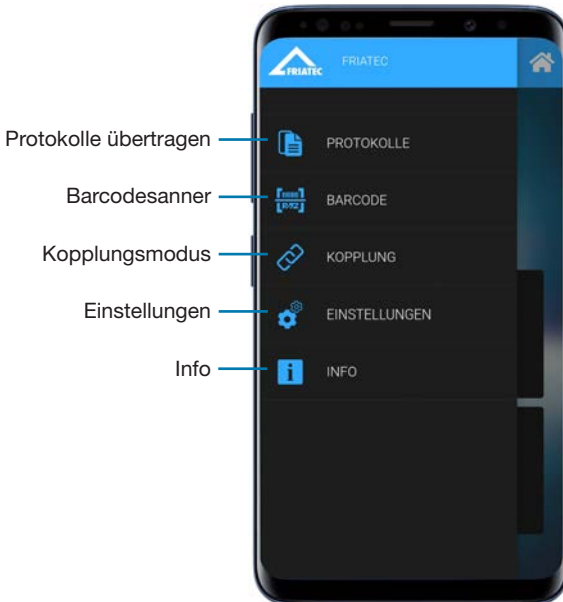 FRIATEC
FRIATEC
Protokolle übertragen
PROTOKOLLE
Barcodesanner
BARCODE
Kopplungsmodus
KOPPLUNG
Einstellungen
EINSTELLUNGEN
Info
INFO